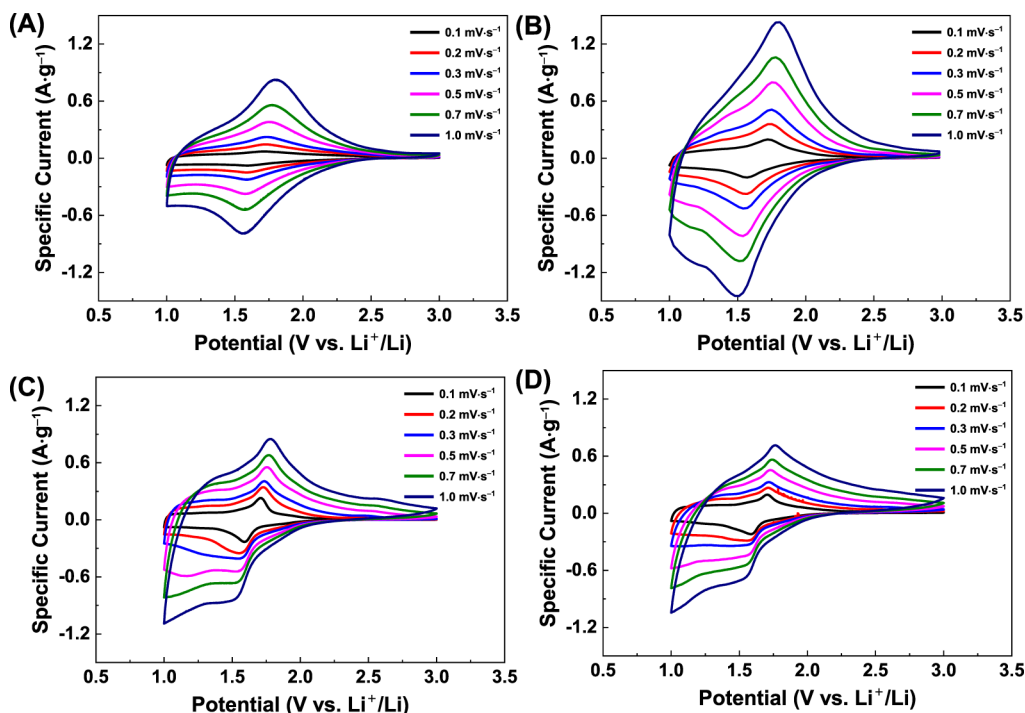 (A)
0.1 mV·s⁻¹
0.2 mV·s⁻¹
0.3 mV·s⁻¹
0.5 mV·s⁻¹
0.7 mV·s⁻¹
1.0 mV·s⁻¹
Specific Current (A·g⁻¹)
1.2
0.6
0.0
-0.6
-1.2
0.5 1.0 1.5 2.0 2.5 3.0 3.5
Potential (V vs. Li⁺/Li)
(B)
0.1 mV·s⁻¹
0.2 mV·s⁻¹
0.3 mV·s⁻¹
0.5 mV·s⁻¹
0.7 mV·s⁻¹
1.0 mV·s⁻¹
Specific Current (A·g⁻¹)
1.2
0.6
0.0
-0.6
-1.2
0.5 1.0 1.5 2.0 2.5 3.0 3.5
Potential (V vs. Li⁺/Li)
(C)
0.1 mV·s⁻¹
0.2 mV·s⁻¹
0.3 mV·s⁻¹
0.5 mV·s⁻¹
0.7 mV·s⁻¹
1.0 mV·s⁻¹
Specific Current (A·g⁻¹)
1.2
0.6
0.0
-0.6
-1.2
0.5 1.0 1.5 2.0 2.5 3.0 3.5
Potential (V vs. Li⁺/Li)
(D)
0.1 mV·s⁻¹
0.2 mV·s⁻¹
0.3 mV·s⁻¹
0.5 mV·s⁻¹
0.7 mV·s⁻¹
1.0 mV·s⁻¹
Specific Current (A·g⁻¹)
1.2
0.6
0.0
-0.6
-1.2
0.5 1.0 1.5 2.0 2.5 3.0 3.5
Potential (V vs. Li⁺/Li)